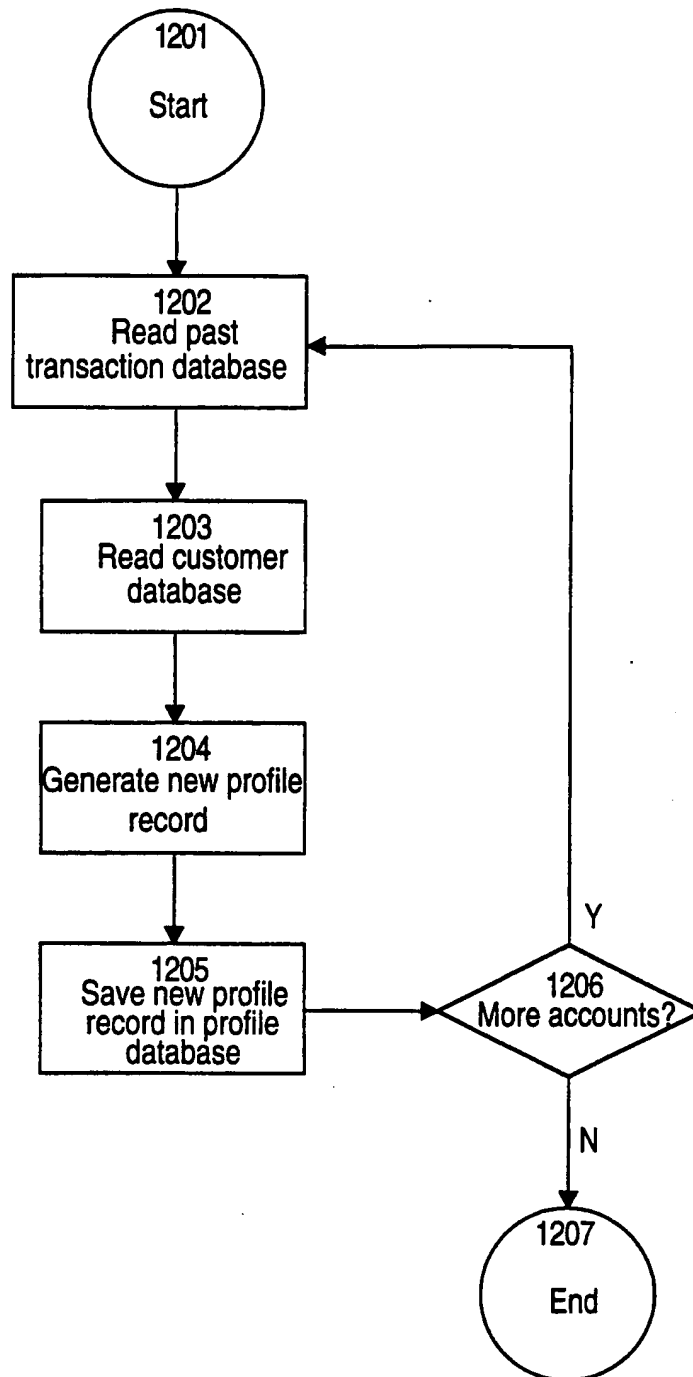 1201
Start
1202
Read past
transaction database
1203
Read customer
database
1204
Generate new profile
record
1205
Save new profile
record in profile
database
Y
1206
More accounts?
N
1207
End